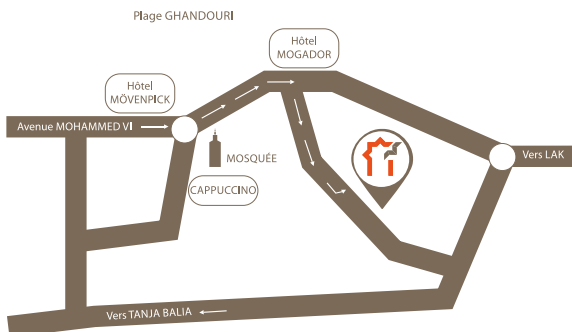 Plage GHANDOURI
Hôtel
MOGADOR
Hôtel
MÖVENPICK
Avenue MOHAMMED VI
MOSQUÉE
Vers LAK
CAPPUCCINO
Vers TANJA BALIA